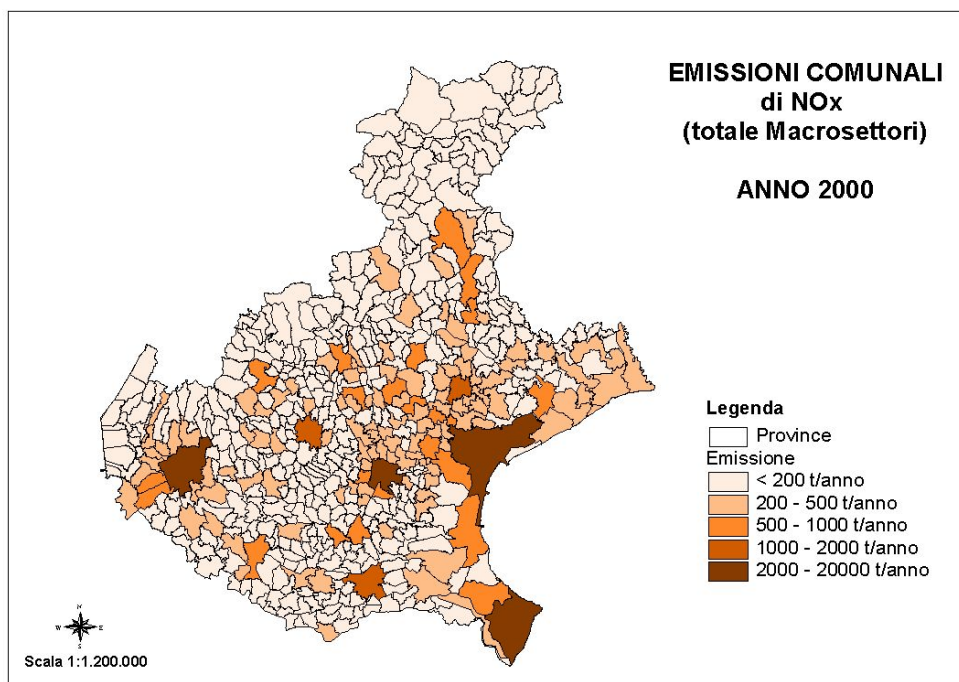 EMISSIONI COMUNALI
di NOx
(totale Macrosettori)
ANNO 2000
Legenda
Province
Emissione
< 200 t/anno
200 - 500 t/anno
500 - 1000 t/anno
1000 - 2000 t/anno
2000 - 20000 t/anno
N
W E
S
Scala 1:1.200.000